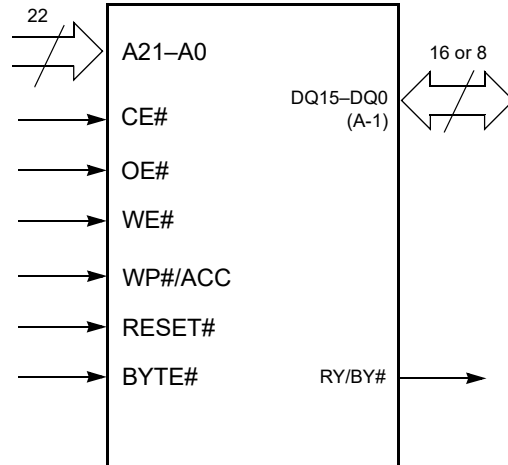 22
A21–A0
16 or 8
DQ15–DQ0
(A-1)
CE#
OE#
WE#
WP#/ACC
RESET#
BYTE#
RY/BY#